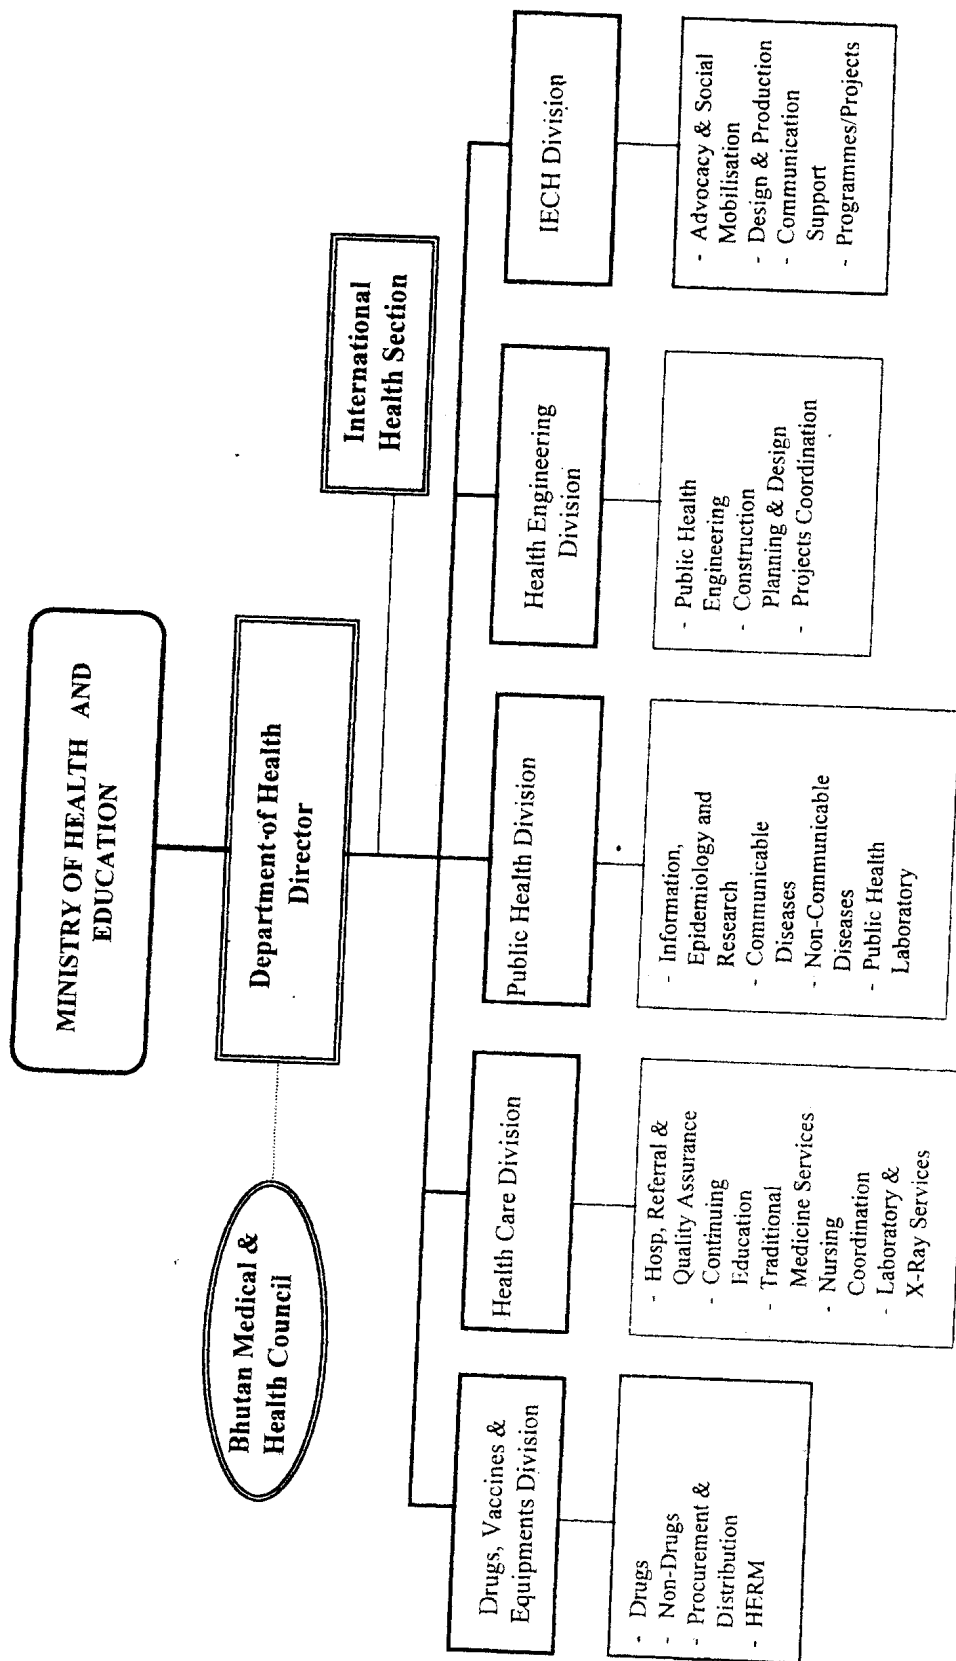 MINISTRY OF HEALTH AND
EDUCATION
Department-of Health
Director
Bhutan Medical &
Health Council
International
Health Section
Drugs, Vaccines &
Equipments Division
- Drugs
- Non-Drugs
- Procurement &
Distribution
- HERM
Health Care Division
- Hosp, Referral &
Quality Assurance
- Continuing
Education
- Traditional
Medicine Services
- Nursing
Coordination
- Laboratory &
X-Ray Services
Public Health Division
- Information,
Epidemiology and
Research
- Communicable
Diseases
- Non-Communicable
Diseases
- Public Health
Laboratory
Health Engineering
Division
- Public Health
Engineering
- Construction
Planning & Design
- Projects Coordination
IECH Division
- Advocacy & Social
Mobilisation
- Design & Production
- Communication
Support
- Programmes/Projects